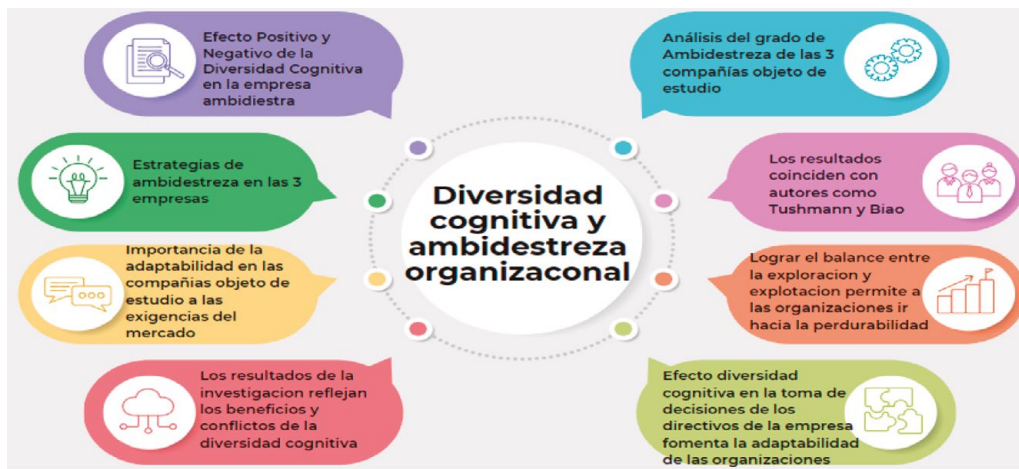 Efecto Positivo y
Negativo de la
Diversidad Cognitiva
en la empresa
ambidiestra
Análisis del grado de
Ambidestreza de las 3
compañías objeto de
estudio
Estrategias de
ambidestreza en las 3
empresas
Los resultados
coinciden con
autores como
Tushmann y Biao
Diversidad
cognitiva y
ambidestreza
organizaconal
Importancia de la
adaptabilidad en las
compañias objeto de
estudio a las
exigencias del
mercado
Lograr el balance entre
la exploracion y
explotacion permite a
las organizaciones ir
hacia la perdurabilidad
Los resultados de la
investigacion reflejan
los beneficios y
conflictos de la
diversidad cognitiva
Efecto diversidad
cognitiva en la toma de
decisiones de los
directivos de la empresa
fomenta la adaptabilidad
de las organizaciones